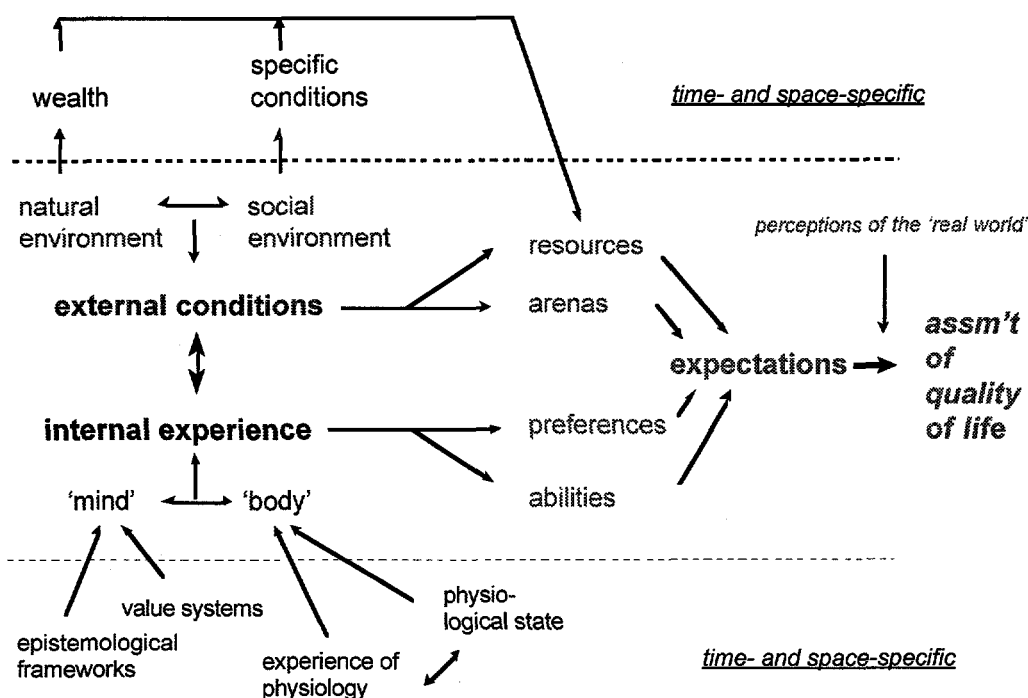 specific
conditions
wealth
time- and space-specific
natural
environment
social
environment
perceptions of the 'real world'
resources
external conditions
arenas
assm't
of
quality
of life
expectations
internal experience
preferences
abilities
'mind'
'body'
value systems
physio-
logical state
epistemological
frameworks
experience of
physiology
time- and space-specific